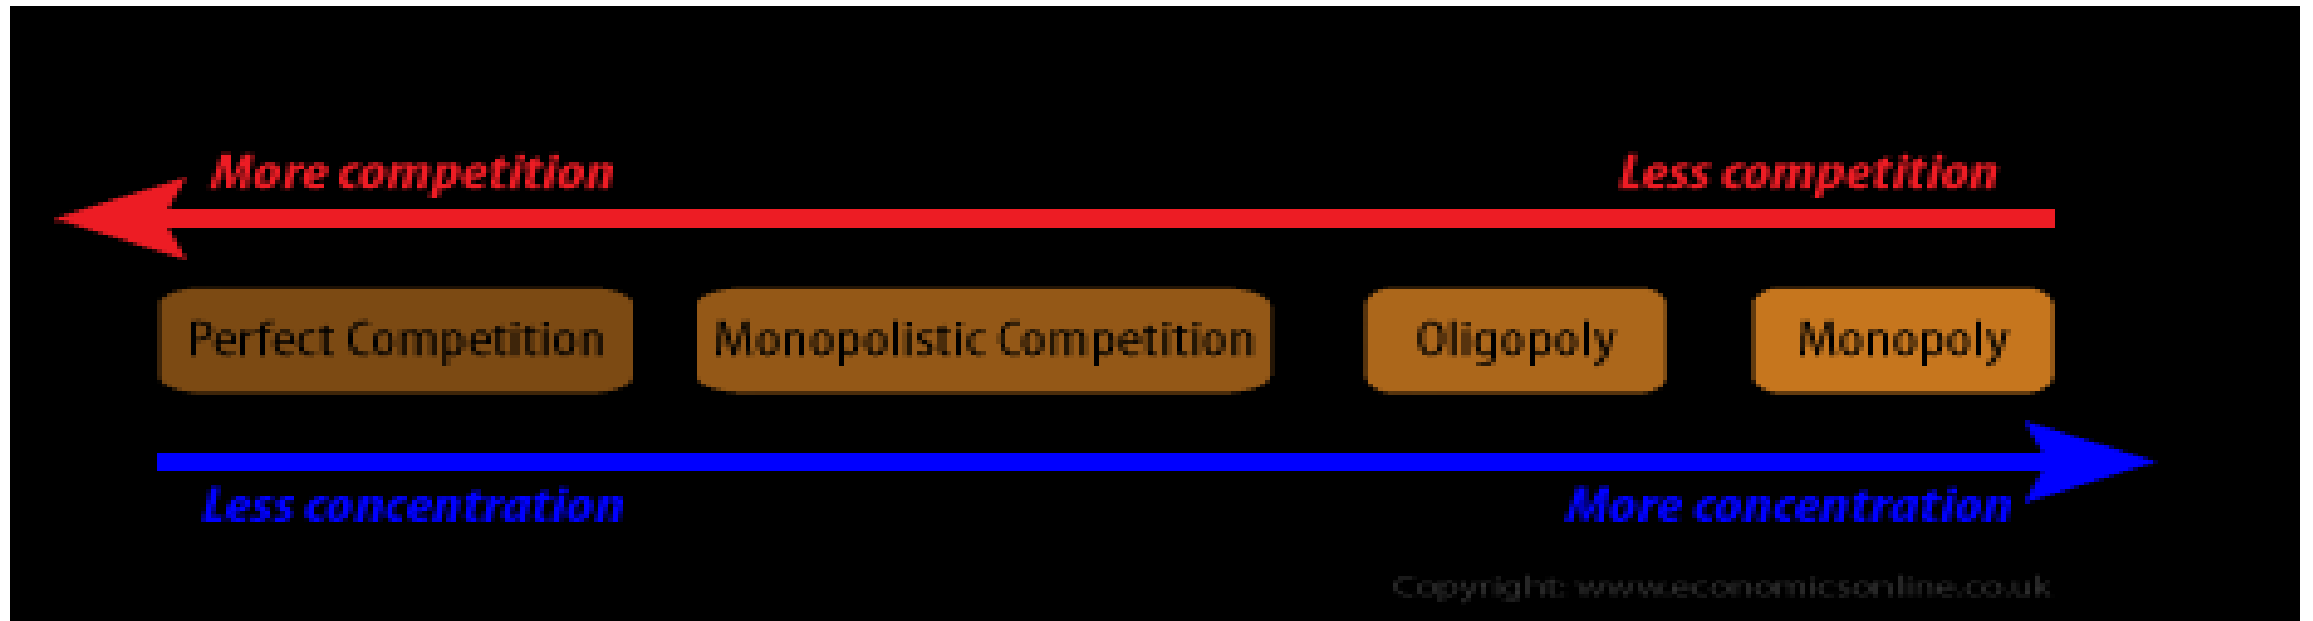 More competition Less competition
Perfect Competition Monopolistic Competition Oligopoly Monopoly
Less concentration More concentration
Copyright: www.economicsonline.co.uk